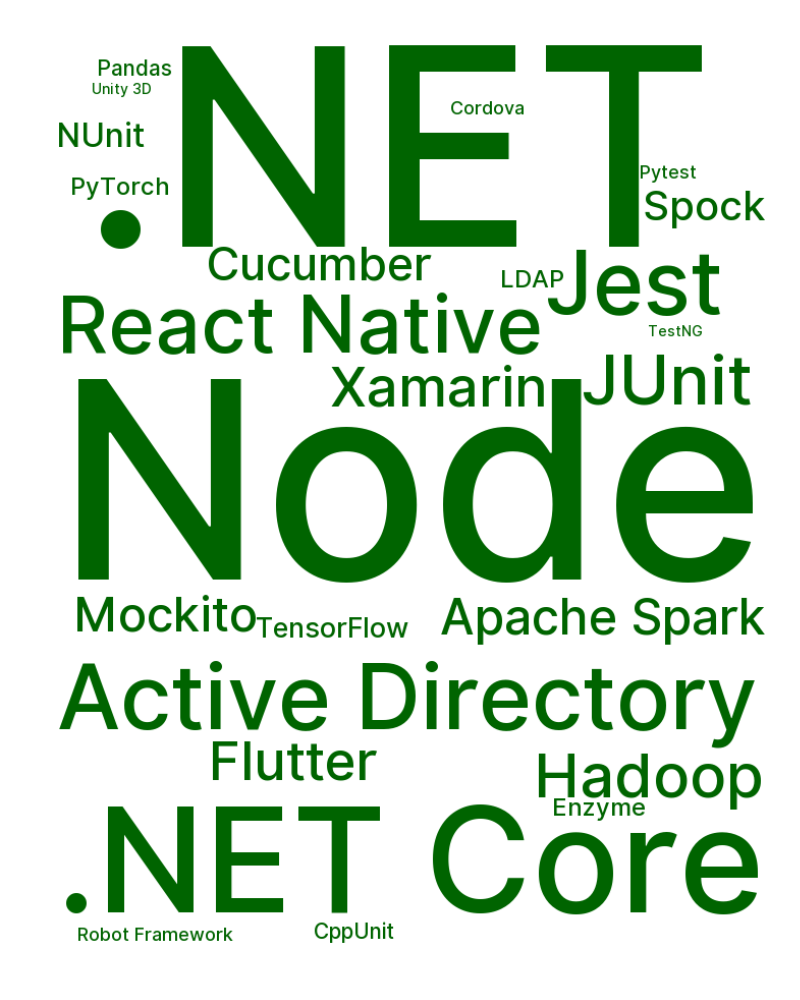 .NET
Pandas
Unity 3D
Cordova
NUnit
Pytest
PyTorch
Spock
Cucumber
LDAP
Jest
React Native
TestNG
Xamarin
JUnit
Node
Mockito
TensorFlow
Apache Spark
Active Directory
Flutter
Hadoop
Enzyme
.NET Core
Robot Framework
CppUnit